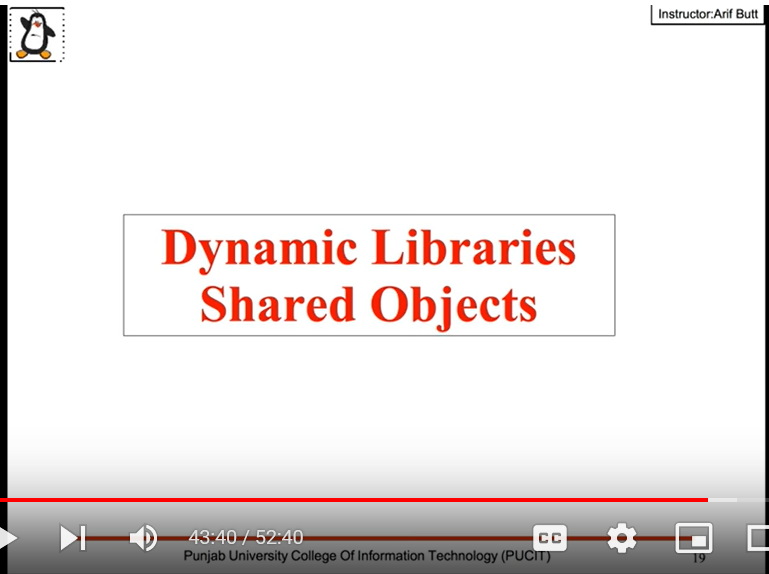 Instructor:Arif Butt
Dynamic Libraries
Shared Objects
43:40 / 52:40
CC
Punjab University College Of Information Technology (PUCIT)
19